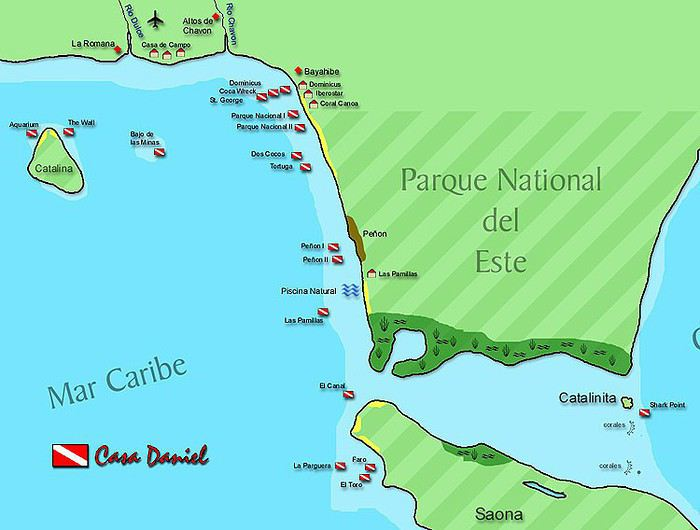 Rio Dulce
Rio Chavon
Altos de
Chavon
La Romana
Casa de Campo
Bayahibe
Dominicus
Coca Wreck
St. George
Dominicus
Iberostar
Coral Canoa
Parque Nacional I
Parque Nacional II
Aquarium
The Wall
Bajo de
las Minas
Dos Cocos
Tortuga
Catalina
Parque National
del
Este
Peñon
Peñon I
Peñon II
Las Pamillas
Piscina Natural
Las Pamillas
Mar Caribe
El Canal
Catalinita
Shark Point
corales
Casa Daniel
La Parguera
Faro
El Toro
corales
Saona
C